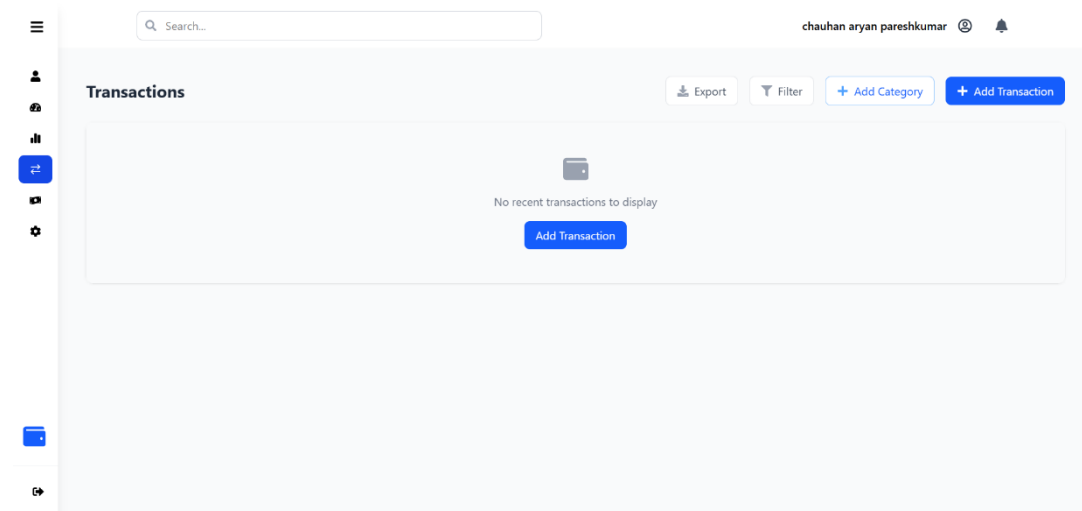 Search...
chauhan aryan pareshkumar
Transactions
Export
Filter
+ Add Category
+ Add Transaction
No recent transactions to display
Add Transaction